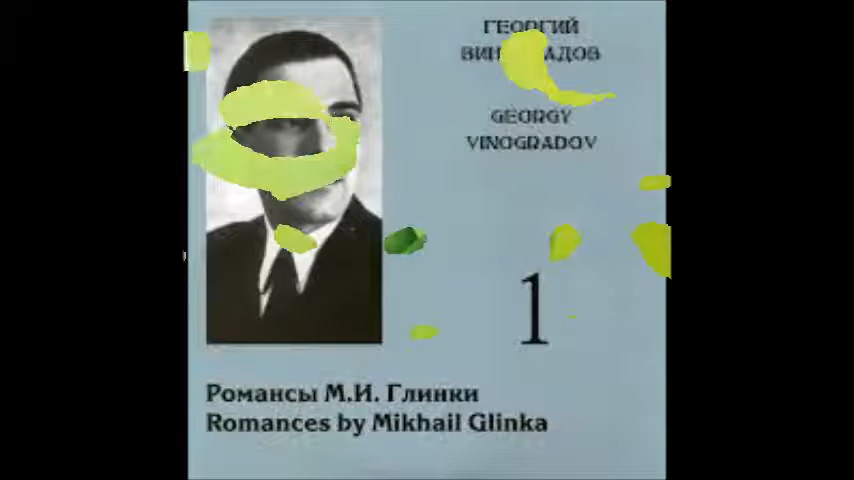 ГЕОРГИЙ
GEORGY
VINOGRADOV
1
Романсы М.И. Глинки
Romances by Mikhail Glinka